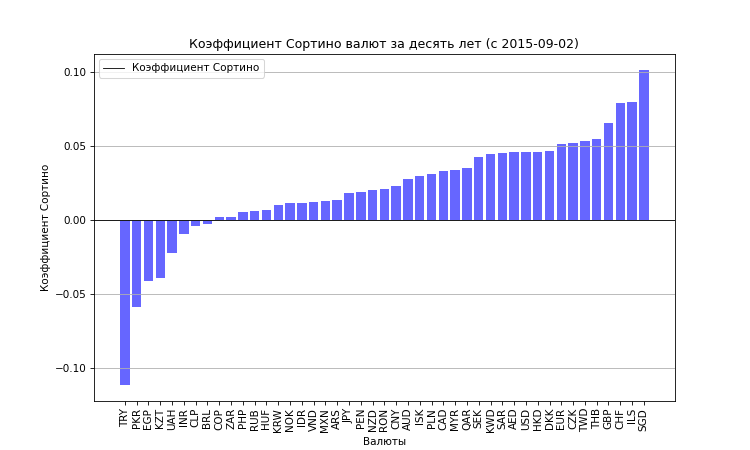 Коэффициент Сортино валют за десять лет (с 2015-09-02)
Коэффициент Сортино
0.10
0.05
0.00
−0.05
−0.10
Коэффициент Сортино
TRY
PKR
EGP
KZT
UAH
INR
CLP
BRL
COP
ZAR
PHP
RUB
HUF
KRW
NOK
IDR
VND
MXN
ARS
JPY
PEN
NZD
RON
CNY
AUD
ISK
PLN
CAD
MYR
QAR
SEK
KWD
SAR
AED
USD
HKD
DKK
EUR
CZK
TWD
THB
GBP
CHF
ILS
SGD
Валюты